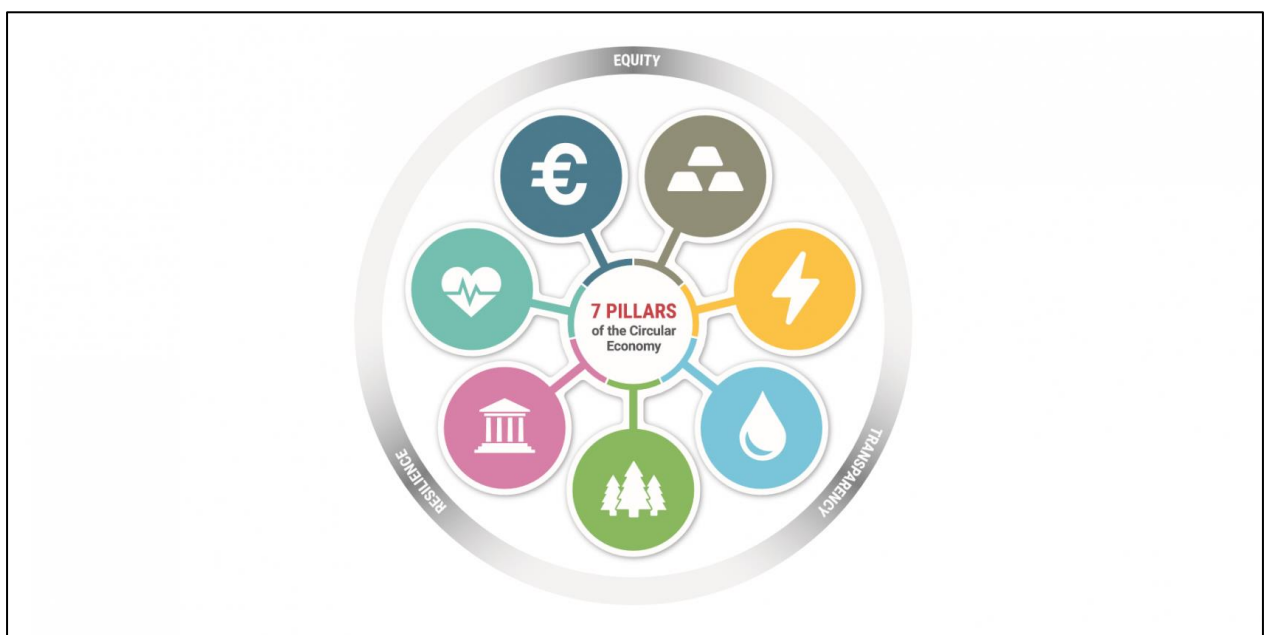 EQUITY
7 PILLARS
of the Circular
Economy
RESILIENCE
TRANSPARENCY